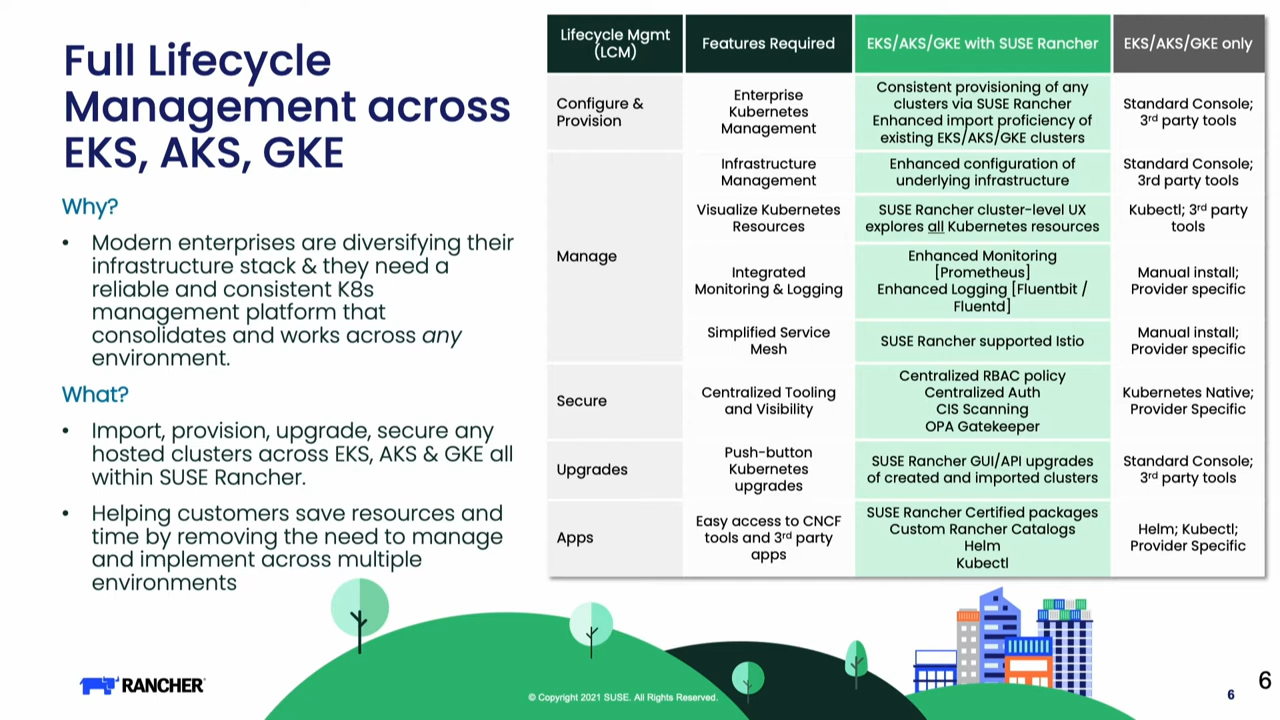 Full Lifecycle
Management across
EKS, AKS, GKE
Why?
• Modern enterprises are diversifying their
infrastructure stack & they need a
reliable and consistent K8s
management platform that
consolidates and works across any
environment.
What?
• Import, provision, upgrade, secure any
hosted clusters across EKS, AKS & GKE all
within SUSE Rancher.
• Helping customers save resources and
time by removing the need to manage
and implement across multiple
environments
Lifecycle Mgmt
(LCM)
Features Required
EKS/AKS/GKE with SUSE Rancher
EKS/AKS/GKE only
Configure &
Provision
Enterprise
Kubernetes
Management
Consistent provisioning of any
clusters via SUSE Rancher
Enhanced import proficiency of
existing EKS/AKS/GKE clusters
Standard Console;
3rd party tools
Manage
Infrastructure
Management
Enhanced configuration of
underlying infrastructure
Standard Console;
3rd party tools
Visualize Kubernetes
Resources
SUSE Rancher cluster-level UX
explores all Kubernetes resources
Kubectl; 3rd party
tools
Integrated
Monitoring & Logging
Enhanced Monitoring
[Prometheus]
Enhanced Logging [Fluentbit /
Fluentd]
Manual install;
Provider specific
Simplified Service
Mesh
SUSE Rancher supported Istio
Manual install;
Provider specific
Secure
Centralized Tooling
and Visibility
Centralized RBAC policy
Centralized Auth
CIS Scanning
OPA Gatekeeper
Kubernetes Native;
Provider Specific
Upgrades
Push-button
Kubernetes
upgrades
SUSE Rancher GUI/API upgrades
of created and imported clusters
Standard Console;
3rd party tools
Apps
Easy access to CNCF
tools and 3rd party
apps
SUSE Rancher Certified packages
Custom Rancher Catalogs
Helm
Kubectl
Helm; Kubectl;
Provider Specific
RANCHER
© Copyright 2021 SUSE. All Rights Reserved.
6
6